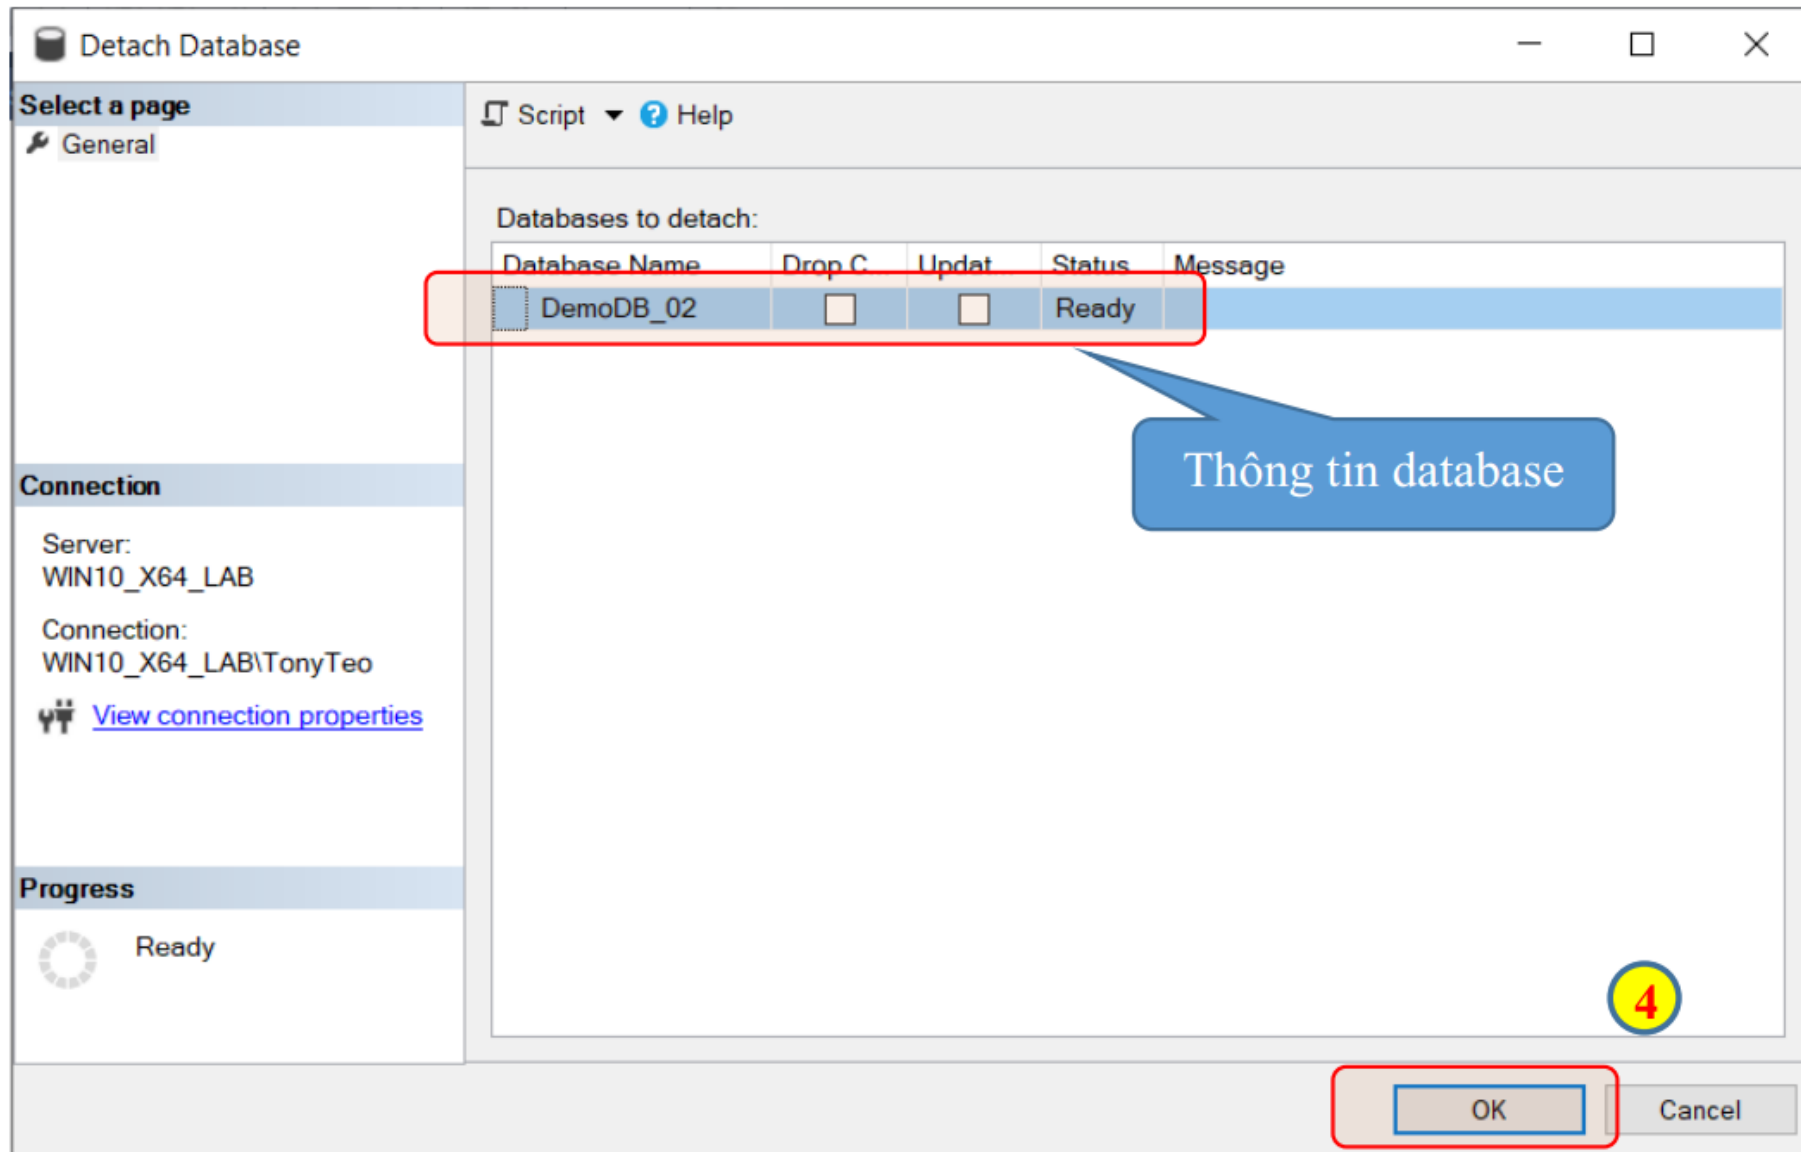 Detach Database
Select a page
General
Script
Help
Databases to detach:
Database Name Drop C... Updat... Status Message
DemoDB_02 Ready
Thông tin database
Connection
Server:
WIN10_X64_LAB
Connection:
WIN10_X64_LAB\TonyTeo
View connection properties
Progress
Ready
4
OK
Cancel